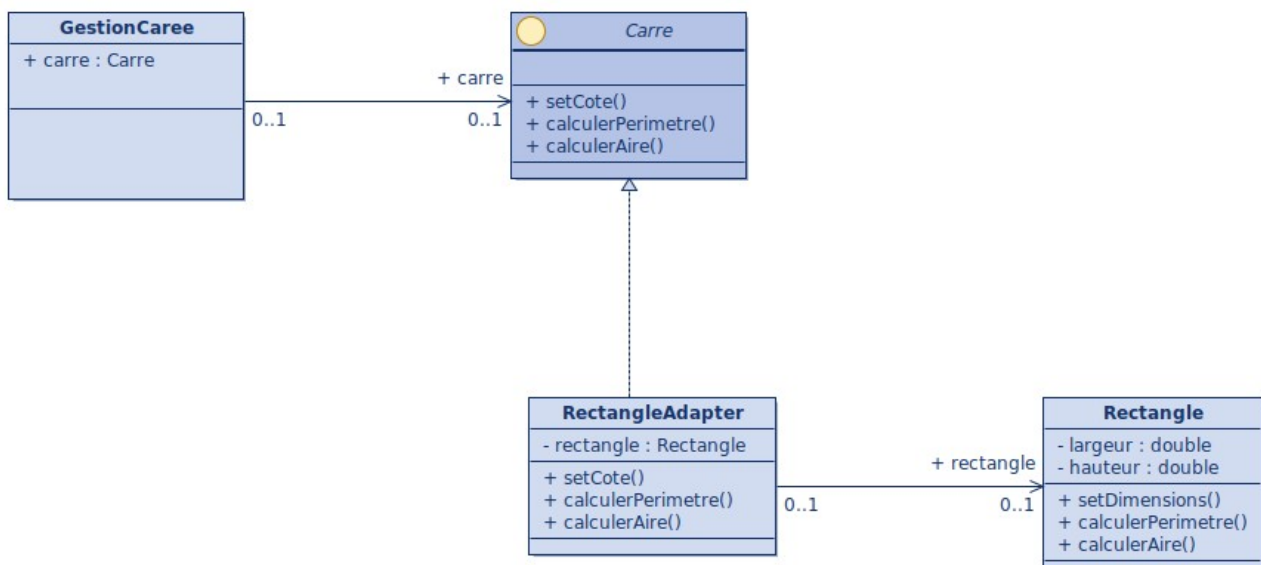 GestionCaree
+ carre : Carre
0..1
+ carre
0..1
Carre
+ setCote()
+ calculerPerimetre()
+ calculerAire()
RectangleAdapter
- rectangle : Rectangle
+ setCote()
+ calculerPerimetre()
+ calculerAire()
0..1
+ rectangle
0..1
Rectangle
- largeur : double
- hauteur : double
+ setDimensions()
+ calculerPerimetre()
+ calculerAire()